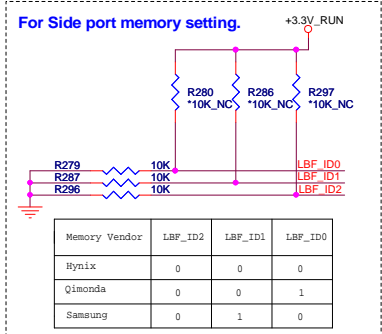 For Side port memory setting.
+3.3V_RUN
R280
*10K_NC
R286
*10K_NC
R297
*10K_NC
R279 10K LBF_ID0
R287 10K LBF_ID1
R296 10K LBF_ID2
Memory Vendor LBF_ID2 LBF_ID1 LBF_ID0
Hynix 0 0 0
Qimonda 0 0 1
Samsung 0 1 0